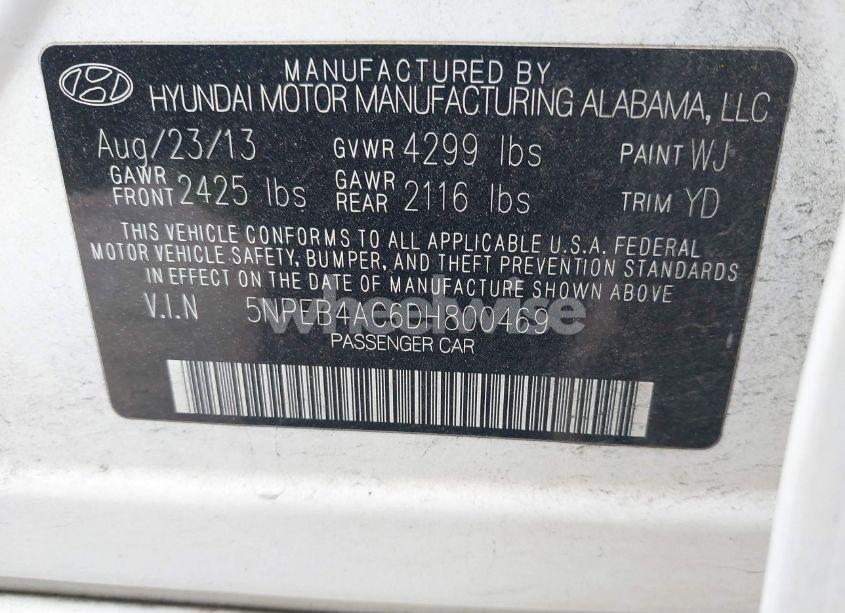 MANUFACTURED BY
HYUNDAI MOTOR MANUFACTURING ALABAMA, LLC
Aug/23/13 GVWR 4299 lbs PAINT WJ
GAWR FRONT 2425 lbs GAWR REAR 2116 lbs TRIM YD
THIS VEHICLE CONFORMS TO ALL APPLICABLE U.S.A. FEDERAL
MOTOR VEHICLE SAFETY, BUMPER, AND THEFT PREVENTION STANDARDS
IN EFFECT ON THE DATE OF MANUFACTURE SHOWN ABOVE
V.I.N 5NPEB4AC6DH800469
wheelwise
PASSENGER CAR